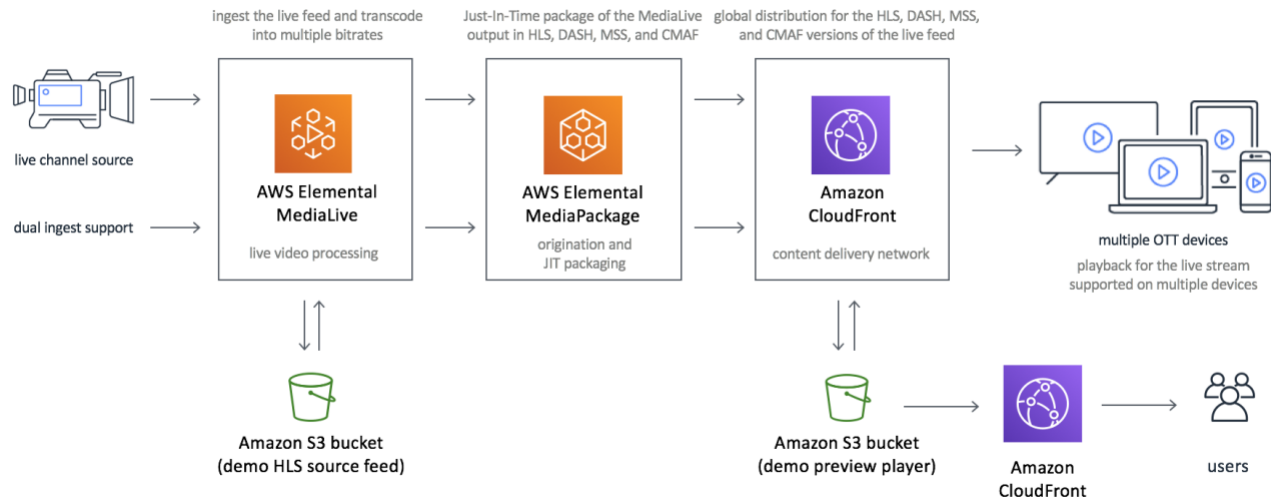 ingest the live feed and transcode
into multiple bitrates
Just-In-Time package of the MediaLive
output in HLS, DASH, MSS, and CMAF
global distribution for the HLS, DASH, MSS,
and CMAF versions of the live feed
live channel source
dual ingest support
AWS Elemental
MediaLive
live video processing
AWS Elemental
MediaPackage
origination and
JIT packaging
Amazon
CloudFront
content delivery network
multiple OTT devices
playback for the live stream
supported on multiple devices
Amazon S3 bucket
(demo HLS source feed)
Amazon S3 bucket
(demo preview player)
Amazon
CloudFront
users